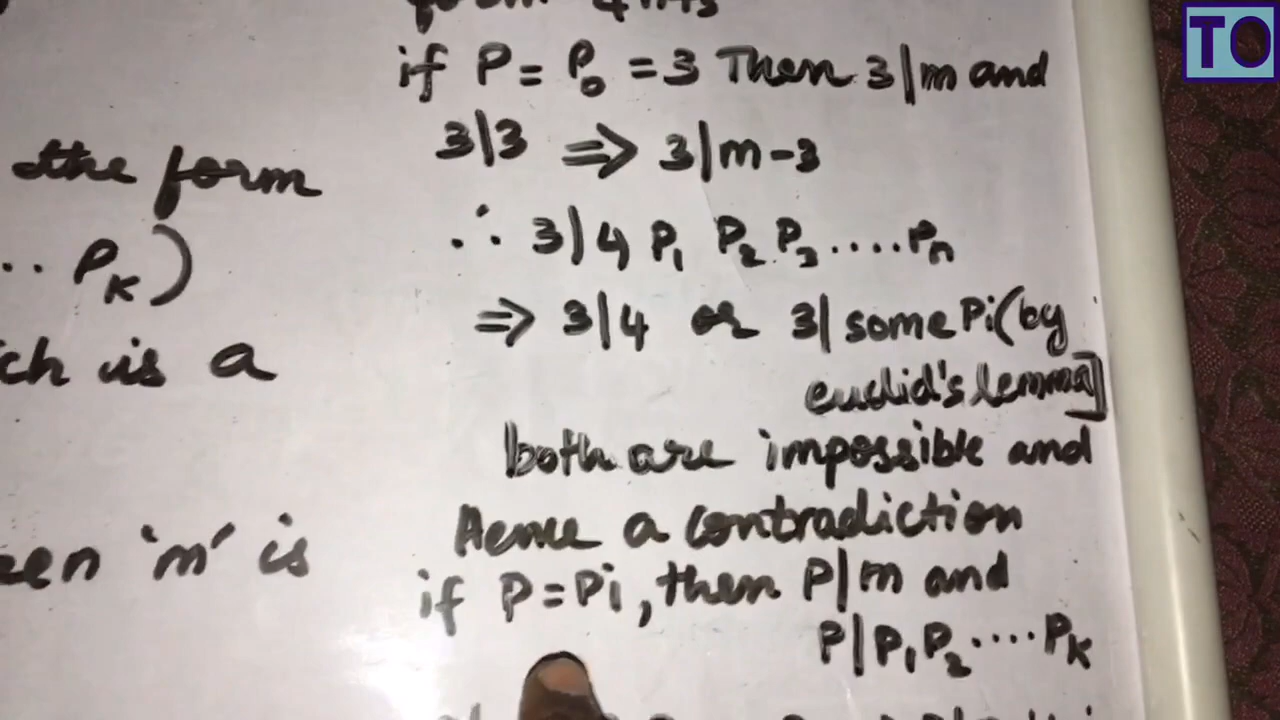 TO
if P = P₀ = 3 Then 3|m and
3|3 ⇒ 3|m-3
∴ 3|4 P₁ P₂ P₃ ....Pₙ
⇒ 3|4 or 3| some Pi (by
euclid's lemma]
both are impossible and
Hence a contradiction
if P = Pi, then P|m and
P|P₁P₂....Pₖ
the form
.. Pₖ)
is a
'm' is